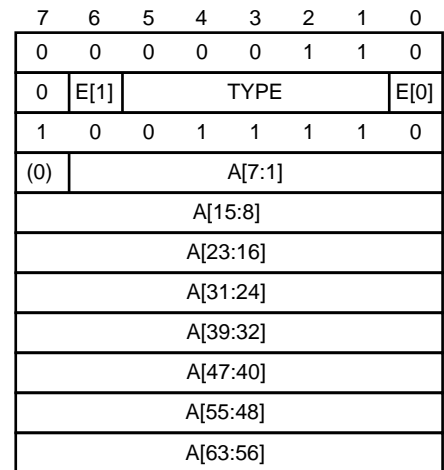 7 6 5 4 3 2 1 0
0 0 0 0 0 1 1 0
0 E[1] TYPE E[0]
1 0 0 1 1 1 1 0
(0) A[7:1]
A[15:8]
A[23:16]
A[31:24]
A[39:32]
A[47:40]
A[55:48]
A[63:56]